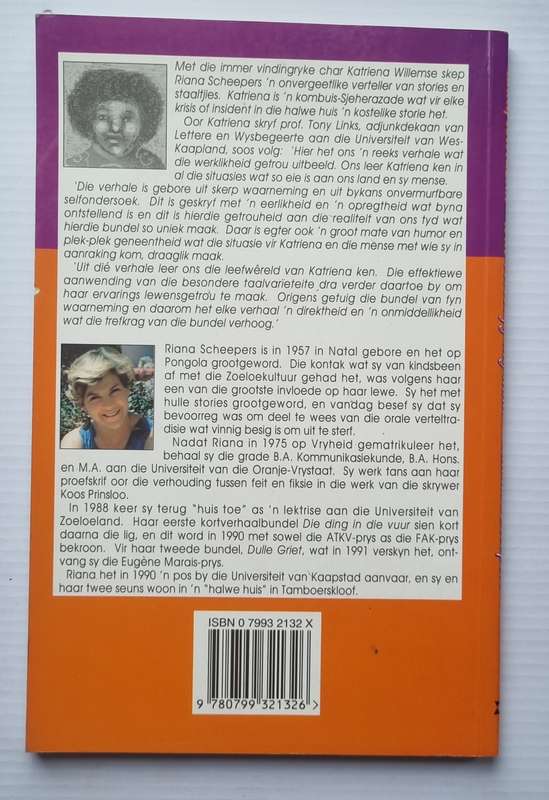 Met die immer vindingryke char Katriena Willemse skep
Riana Scheepers 'n onvergeetlike verteller van stories en
staaltjies. Katriena is 'n kombuis-Sjeherazade wat vir elke
krisis of insident in die halwe huis 'n kostelike storie het.
Oor Katriena skryf prof. Tony Links, adjunkdekaan van
Lettere en Wysbegeerte aan die Universiteit van Wes-
Kaapland, soos volg: 'Hier het ons 'n reeks verhale wat
die werklikheid getrou uitbeeld. Ons leer Katriena ken in
al die situasies wat so eie is aan ons land en sy mense.
'Die verhale is gebore uit skerp waarneming en uit bykans onvermurfbare
selfondersoek. Dit is geskryf met 'n eerlikheid en 'n opregtheid wat byna
ontstellend is en dit is hierdie getrouheid aan die realiteit van ons tyd wat
hierdie bundel so uniek maak. Daar is egter ook 'n groot mate van humor en
plek-plek geneentheid wat die situasie vir Katriena en die mense met wie sy in
aanraking kom, draaglik maak.
'Uit dié verhale leer ons die leefwêreld van Katriena ken. Die effektiewe
aanwending van die besondere taalvarieteite dra verder daartoe by om
haar ervarings lewensgetrou te maak. Origens getuig die bundel van fyn
waarneming en daarom het elke verhaal 'n direktheid en 'n onmiddellikheid
wat die trefkrag van die bundel verhoog.'
Riana Scheepers is in 1957 in Natal gebore en het op
Pongola grootgeword. Die kontak wat sy van kindsbeen
af met die Zoeloekultuur gehad het, was volgens haar
een van die grootste invloede op haar lewe. Sy het met
hulle stories grootgeword, en vandag besef sy dat sy
bevoorreg was om deel te wees van die orale verteltra-
disie wat vinnig besig is om uit te sterf.
Nadat Riana in 1975 op Vryheid gematrikuleer het,
behaal sy die grade B.A. Kommunikasiekunde, B.A. Hons.
en M.A. aan die Universiteit van die Oranje-Vrystaat. Sy werk tans aan haar
proefskrif oor die verhouding tussen feit en fiksie in die werk van die skrywer
Koos Prinsloo.
In 1988 keer sy terug "huis toe" as 'n lektrise aan die Universiteit van
Zoeloeland. Haar eerste kortverhaalbundel Die ding in die vuur sien kort
daarna die lig, en dit word in 1990 met sowel die ATKV-prys as die FAK-prys
bekroon. Vir haar tweede bundel, Dulle Griet, wat in 1991 verskyn het, ont-
vang sy die Eugène Marais-prys.
Riana het in 1990 'n pos by die Universiteit van Kaapstad aanvaar, en sy en
haar twee seuns woon in 'n "halwe huis" in Tamboerskloof.
ISBN 0 7993 2132 X
9 780799 321326 >